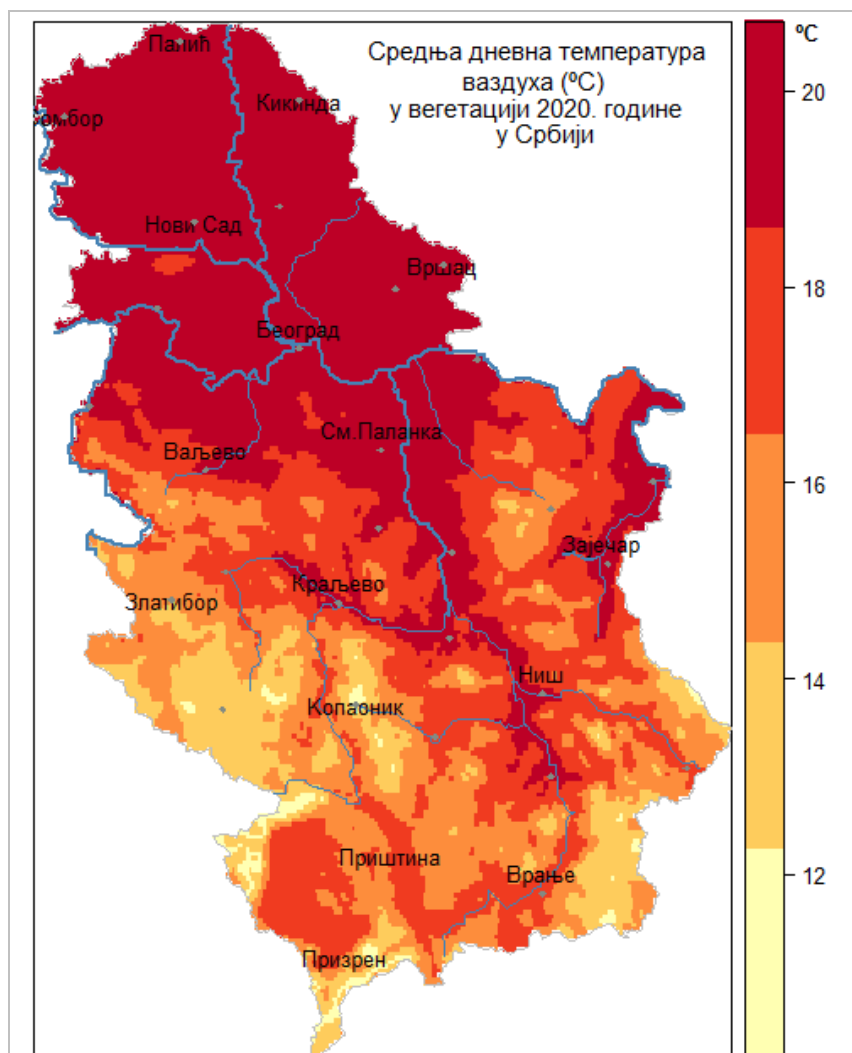 Средња дневна температура
ваздуха (ºC)
у вегетацији 2020. године
у Србији
ºC
20
18
16
14
12
Палић
Кикинда
Нови Сад
Вршац
Београд
См.Паланка
Ваљево
Зајечар
Краљево
Златибор
Ниш
Копаоник
Приштина
Врање
Призрен